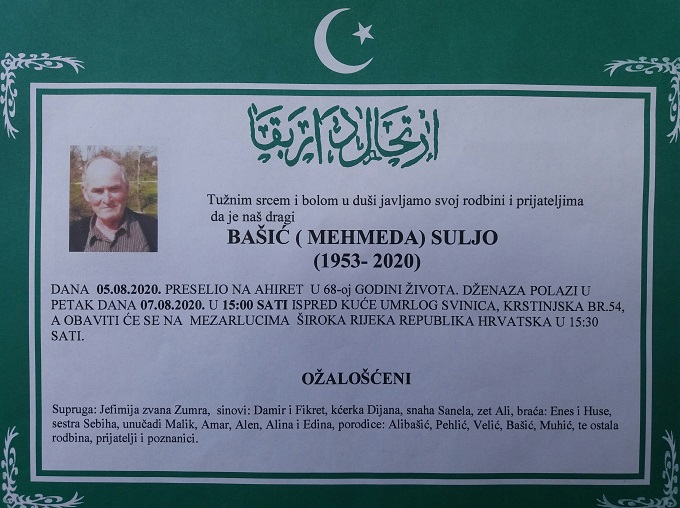 ارتحال دار بقا
Tužnim srcem i bolom u duši javljamo svoj rodbini i prijateljima
da je naš dragi
BAŠIĆ ( MEHMEDA) SULJO
(1953- 2020)
DANA 05.08.2020. PRESELIO NA AHIRET U 68-oj GODINI ŽIVOTA. DŽENAZA POLAZI U
PETAK DANA 07.08.2020. U 15:00 SATI ISPRED KUĆE UMRLOG SVINICA, KRSTINJSKA BR.54,
A OBAVITI ĆE SE NA MEZARLUCIMA ŠIROKA RIJEKA REPUBLIKA HRVATSKA U 15:30
SATI.
OŽALOŠĆENI
Supruga: Jefimija zvana Zumra, sinovi: Damir i Fikret, kćerka Dijana, snaha Sanela, zet Ali, braća: Enes i Huse,
sestra Sebiha, unučadi Malik, Amar, Alen, Alina i Edina, porodice: Alibašić, Pehlić, Velić, Bašić, Muhić, te ostala
rodbina, prijatelji i poznanici.